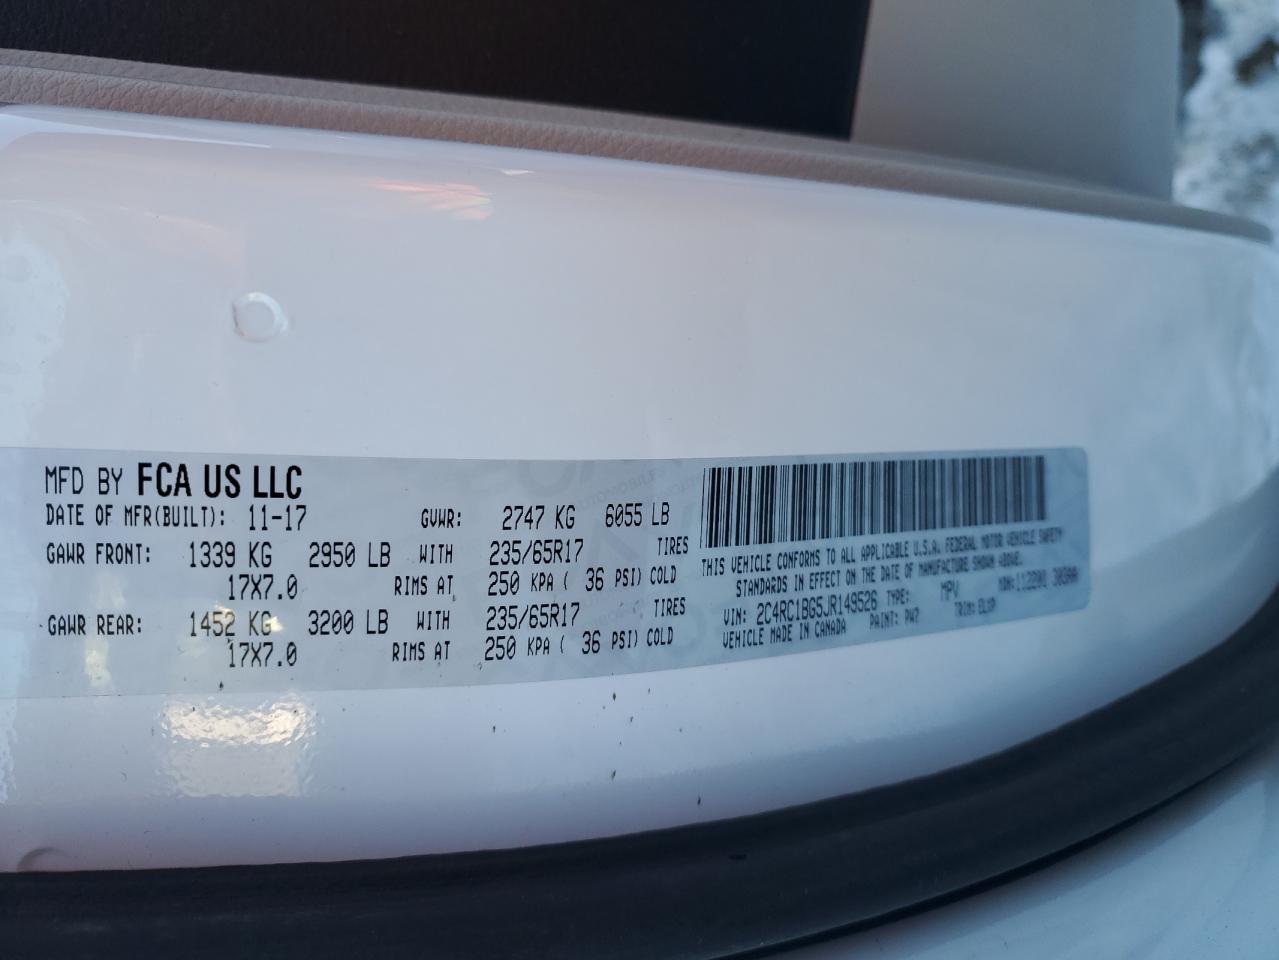 MFD BY FCA US LLC
DATE OF MFR(BUILT): 11-17 GVWR: 2747 KG 6055 LB
GAWR FRONT: 1339 KG 2950 LB WITH 235/65R17 TIRES
17X7.0 RIMS AT 250 KPA ( 36 PSI) COLD
GAWR REAR: 1452 KG 3200 LB WITH 235/65R17 TIRES
17X7.0 RIMS AT 250 KPA ( 36 PSI) COLD
THIS VEHICLE CONFORMS TO ALL APPLICABLE U.S.A. FEDERAL MOTOR VEHICLE SAFETY
STANDARDS IN EFFECT ON THE DATE OF MANUFACTURE SHOWN ABOVE.
VIN: 2C4RC1BG5JR149526 TYPE: MPV
VEHICLE MADE IN CANADA PAINT: PW7 TRIM: